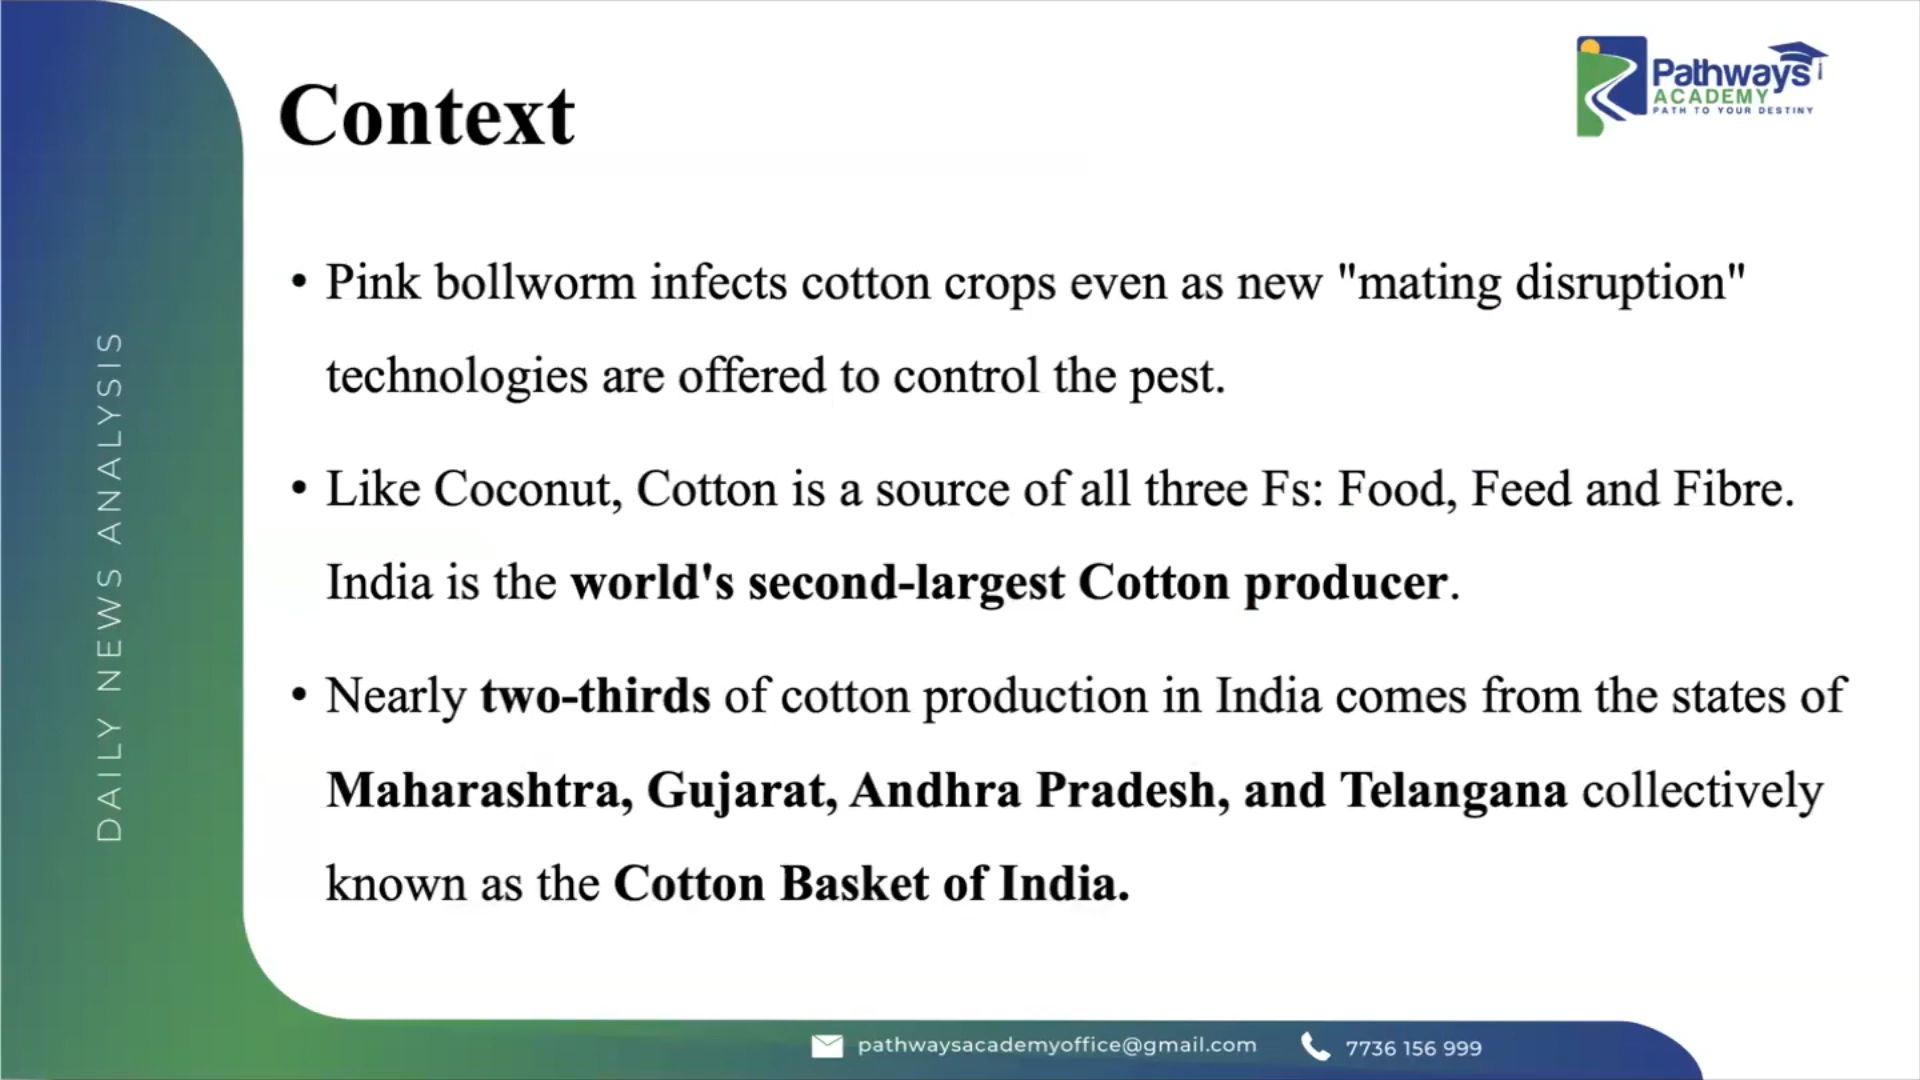 Context
Pathways
ACADEMY
PATH TO YOUR DESTINY
• Pink bollworm infects cotton crops even as new "mating disruption"
technologies are offered to control the pest.
• Like Coconut, Cotton is a source of all three Fs: Food, Feed and Fibre.
India is the world's second-largest Cotton producer.
• Nearly two-thirds of cotton production in India comes from the states of
Maharashtra, Gujarat, Andhra Pradesh, and Telangana collectively
known as the Cotton Basket of India.
DAILY NEWS ANALYSIS
pathwaysacademyoffice@gmail.com
7736 156 999